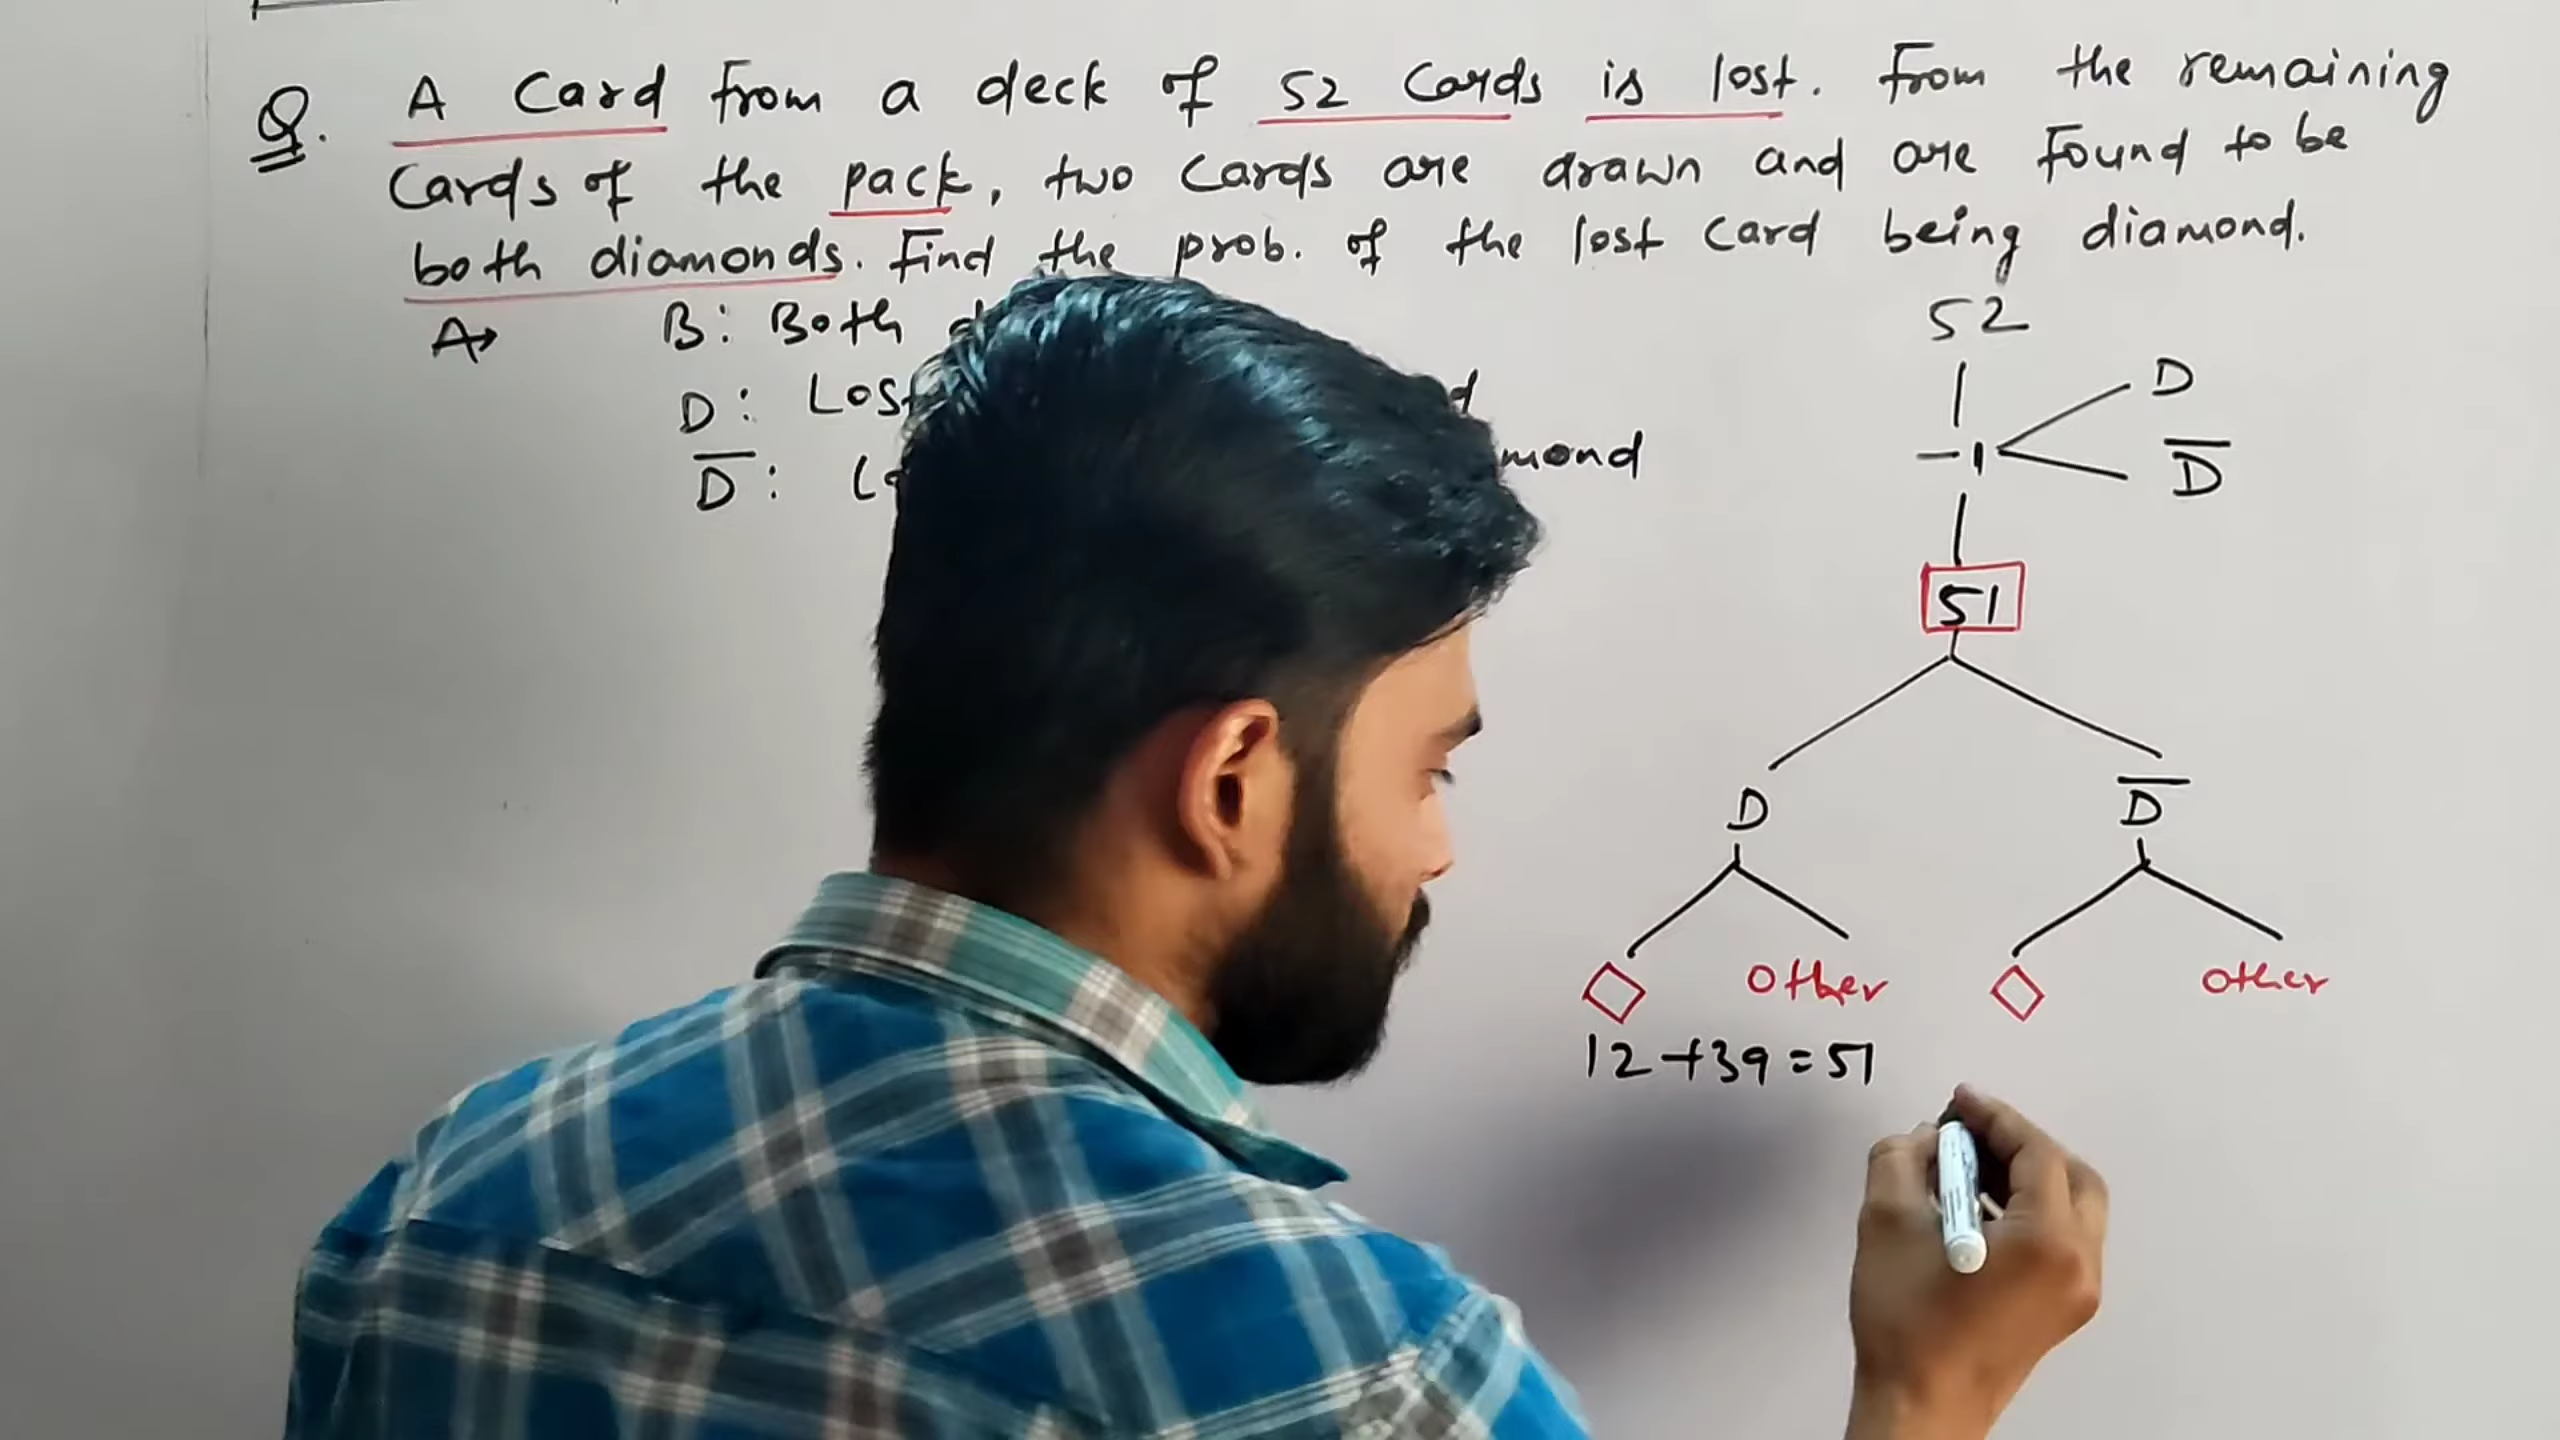 Q. A Card from a deck of 52 Cards is lost. From the remaining
Cards of the pack, two Cards are drawn and are found to be
both diamonds. Find the prob. of the lost Card being diamond.
A→ B: Both
D:
D̅: mond
52
-1
D
D̅
51
D D̅
◇ Other ◇ Other
12+39=51